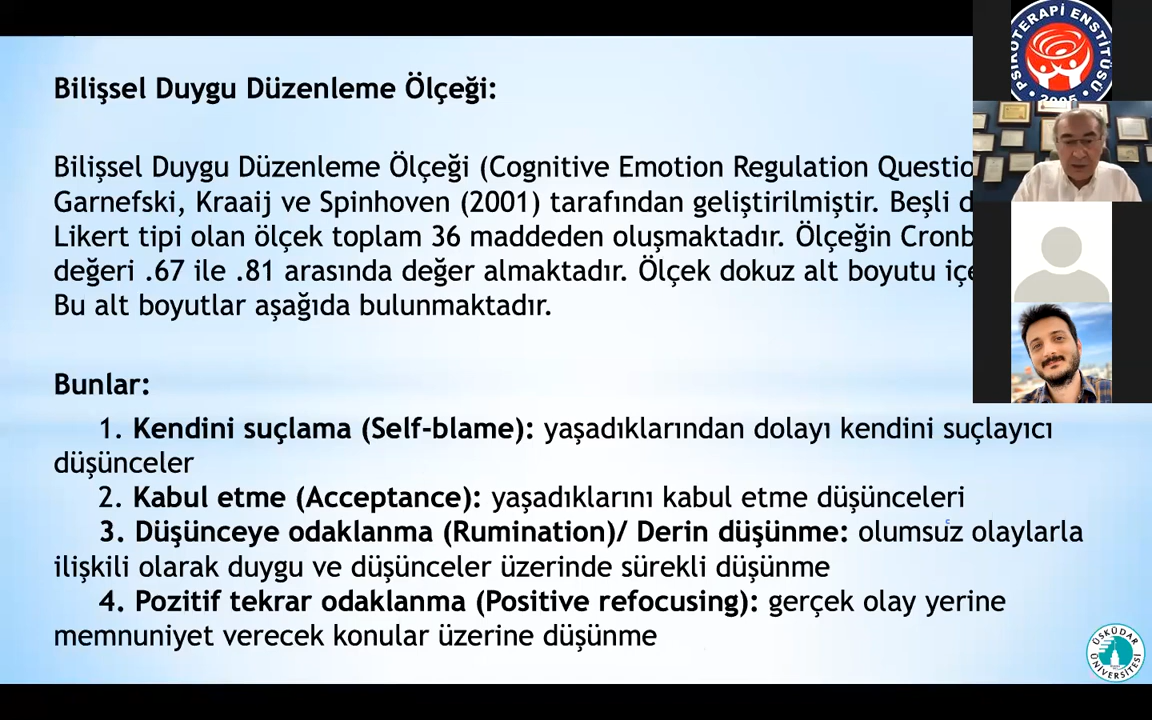 Bilişsel Duygu Düzenleme Ölçeği:
Bilişsel Duygu Düzenleme Ölçeği (Cognitive Emotion Regulation
Garnefski, Kraaij ve Spinhoven (2001) tarafından geliştirilmiştir. Beşli
Likert tipi olan ölçek toplam 36 maddeden oluşmaktadır. Ölçeğin
değeri .67 ile .81 arasında değer almaktadır. Ölçek dokuz alt boyutu
Bu alt boyutlar aşağıda bulunmaktadır.
Bunlar:
1. Kendini suçlama (Self-blame): yaşadıklarından dolayı kendini suçlayıcı
düşünceler
2. Kabul etme (Acceptance): yaşadıklarını kabul etme düşünceleri
3. Düşünceye odaklanma (Rumination)/ Derin düşünme: olumsuz olaylarla
ilişkili olarak duygu ve düşünceler üzerinde sürekli düşünme
4. Pozitif tekrar odaklanma (Positive refocusing): gerçek olay yerine
memnuniyet verecek konular üzerine düşünme
PSİKOTERAPİ ENSTİTÜSÜ
ÜSKÜDAR
ÜNİVERSİTESİ